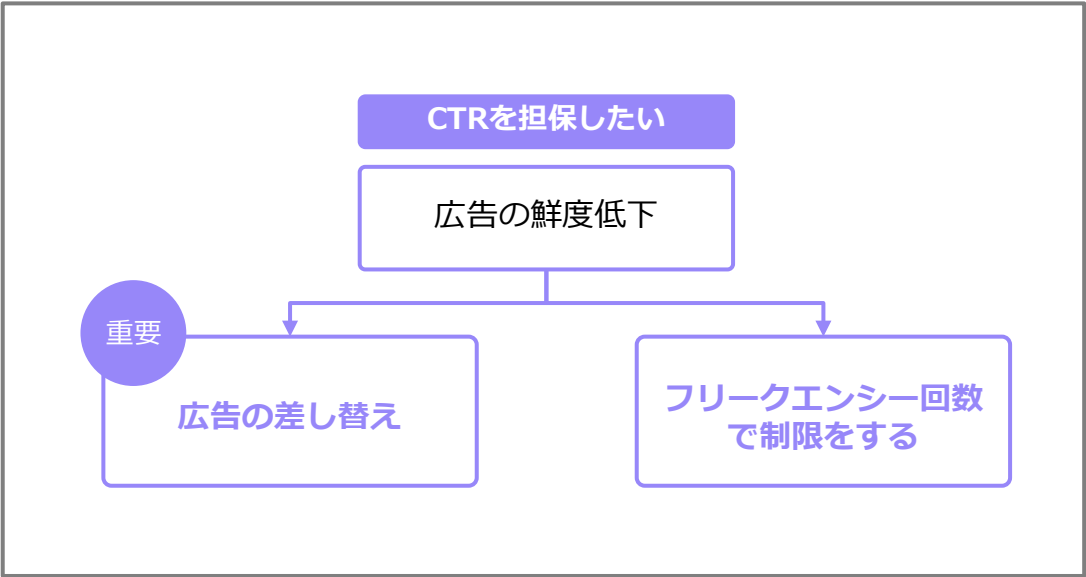 CTRを担保したい
広告の鮮度低下
重要
広告の差し替え
フリークエンシー回数
で制限をする